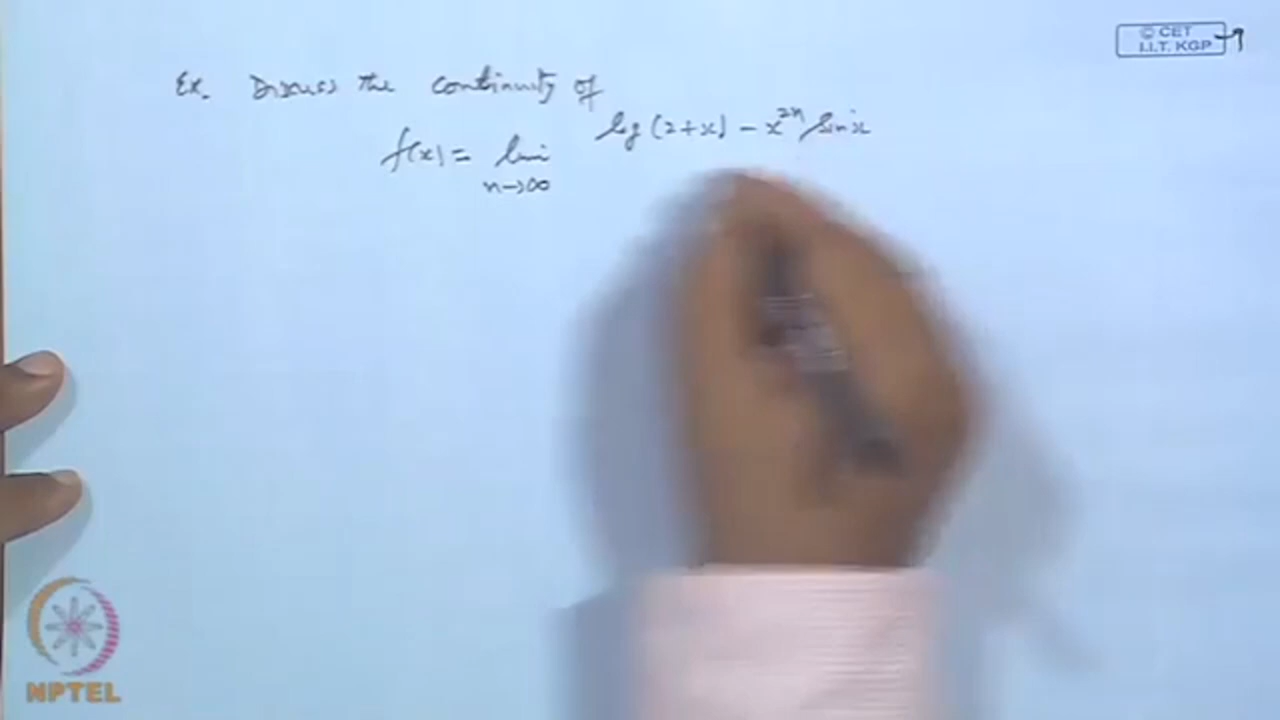 © CET
I.I.T. KGP
Ex. Discuss the continuity of
f(x) = lim log (2+x) - x^2n sin x
n→∞
NPTEL